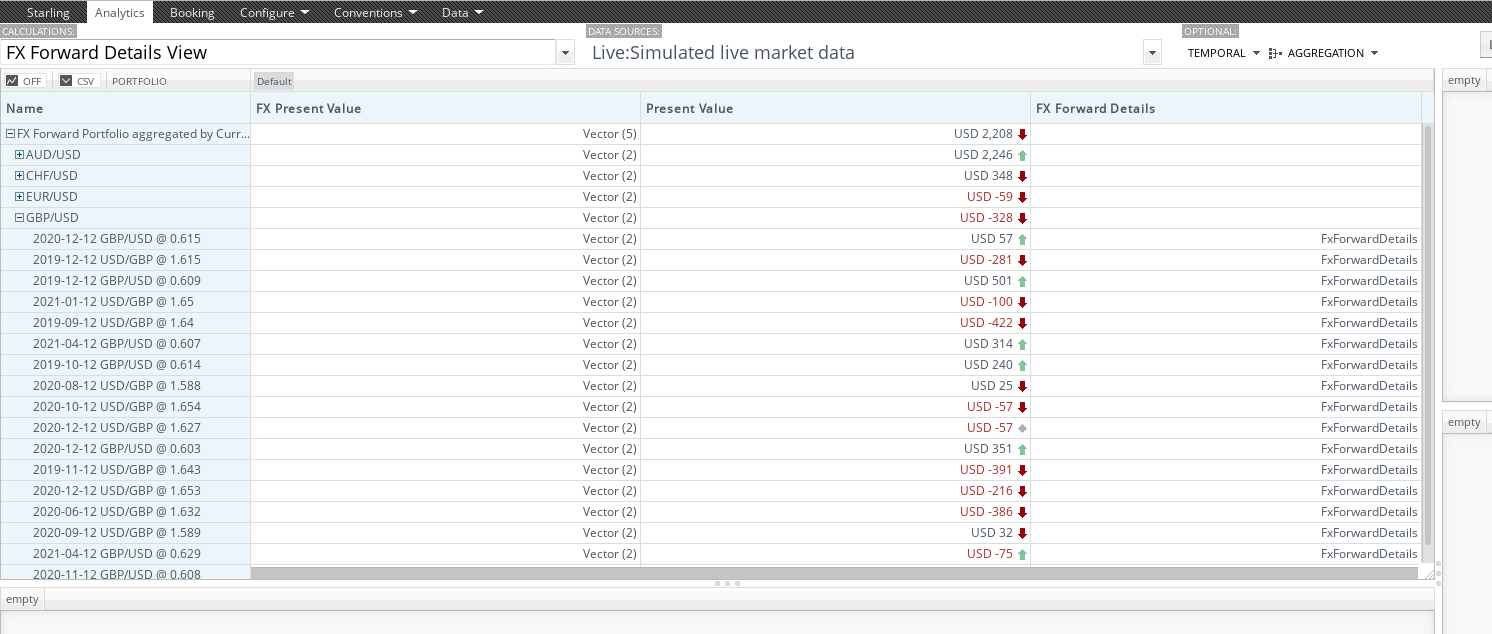 Starling Analytics Booking Configure Conventions Data
CALCULATIONS: DATA SOURCES: OPTIONAL:
FX Forward Details View Live:Simulated live market data TEMPORAL AGGREGATION
OFF CSV PORTFOLIO Default empty
Name FX Present Value Present Value FX Forward Details
FX Forward Portfolio aggregated by Curr... Vector (5) USD 2,208
AUD/USD Vector (2) USD 2,246
CHF/USD Vector (2) USD 348
EUR/USD Vector (2) USD -59
GBP/USD Vector (2) USD -328
2020-12-12 GBP/USD @ 0.615 Vector (2) USD 57 FxForwardDetails
2019-12-12 USD/GBP @ 1.615 Vector (2) USD -281 FxForwardDetails
2019-12-12 GBP/USD @ 0.609 Vector (2) USD 501 FxForwardDetails
2021-01-12 USD/GBP @ 1.65 Vector (2) USD -100 FxForwardDetails
2019-09-12 USD/GBP @ 1.64 Vector (2) USD -422 FxForwardDetails
2021-04-12 GBP/USD @ 0.607 Vector (2) USD 314 FxForwardDetails
2019-10-12 GBP/USD @ 0.614 Vector (2) USD 240 FxForwardDetails
2020-08-12 USD/GBP @ 1.588 Vector (2) USD 25 FxForwardDetails
2020-10-12 USD/GBP @ 1.654 Vector (2) USD -57 FxForwardDetails
empty
2020-12-12 USD/GBP @ 1.627 Vector (2) USD -57 FxForwardDetails
2020-12-12 GBP/USD @ 0.603 Vector (2) USD 351 FxForwardDetails
2019-11-12 USD/GBP @ 1.643 Vector (2) USD -391 FxForwardDetails
2020-12-12 USD/GBP @ 1.653 Vector (2) USD -216 FxForwardDetails
2020-06-12 USD/GBP @ 1.632 Vector (2) USD -386 FxForwardDetails
2020-09-12 USD/GBP @ 1.589 Vector (2) USD 32 FxForwardDetails
2021-04-12 GBP/USD @ 0.629 Vector (2) USD -75 FxForwardDetails
2020-11-12 GBP/USD @ 0.608
empty